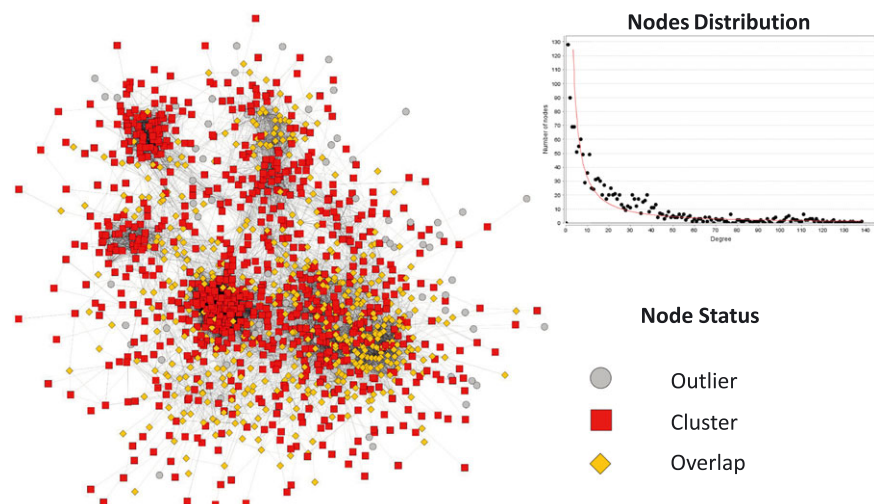 Nodes Distribution
130
120
110
100
90
80
70
60
50
40
30
20
10
0
Number of nodes
0 10 20 30 40 50 60 70 80 90 100 110 120 130 140
Degree
Node Status
Outlier
Cluster
Overlap